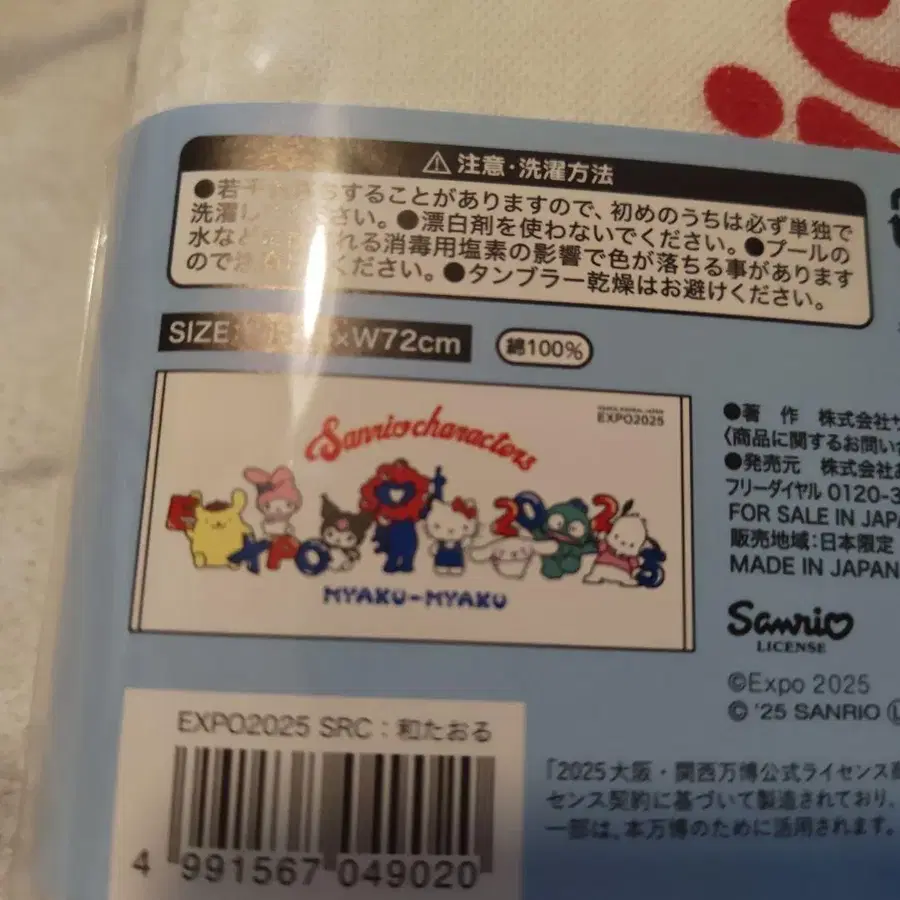 注意・洗濯方法
●若干 することがありますので、初めのうちは必ず単独で
洗濯し さい。●漂白剤を使わないでください。●プールの
水など れる消毒用塩素の影響で色が落ちる事があります
ので ください。●タンブラー乾燥はお避けください。
SIZE ×W72cm
綿100%
Sanrio characters
EXPO2025
EXPO 2025
MYAKU-MYAKU
●著 作 株式会社サ
〈商品に関するお問い合
●発売元 株式会社お
フリーダイヤル 0120-3
FOR SALE IN JAPA
販売地域:日本限定
MADE IN JAPAN
Sanrio
LICENSE
©Expo 2025
© '25 SANRIO Ⓛ
EXPO2025 SRC:和たおる
4 991567 049020
「2025大阪・関西万博公式ライセンス商
センス契約に基づいて製造されており、
一部は、本万博のために活用されます。